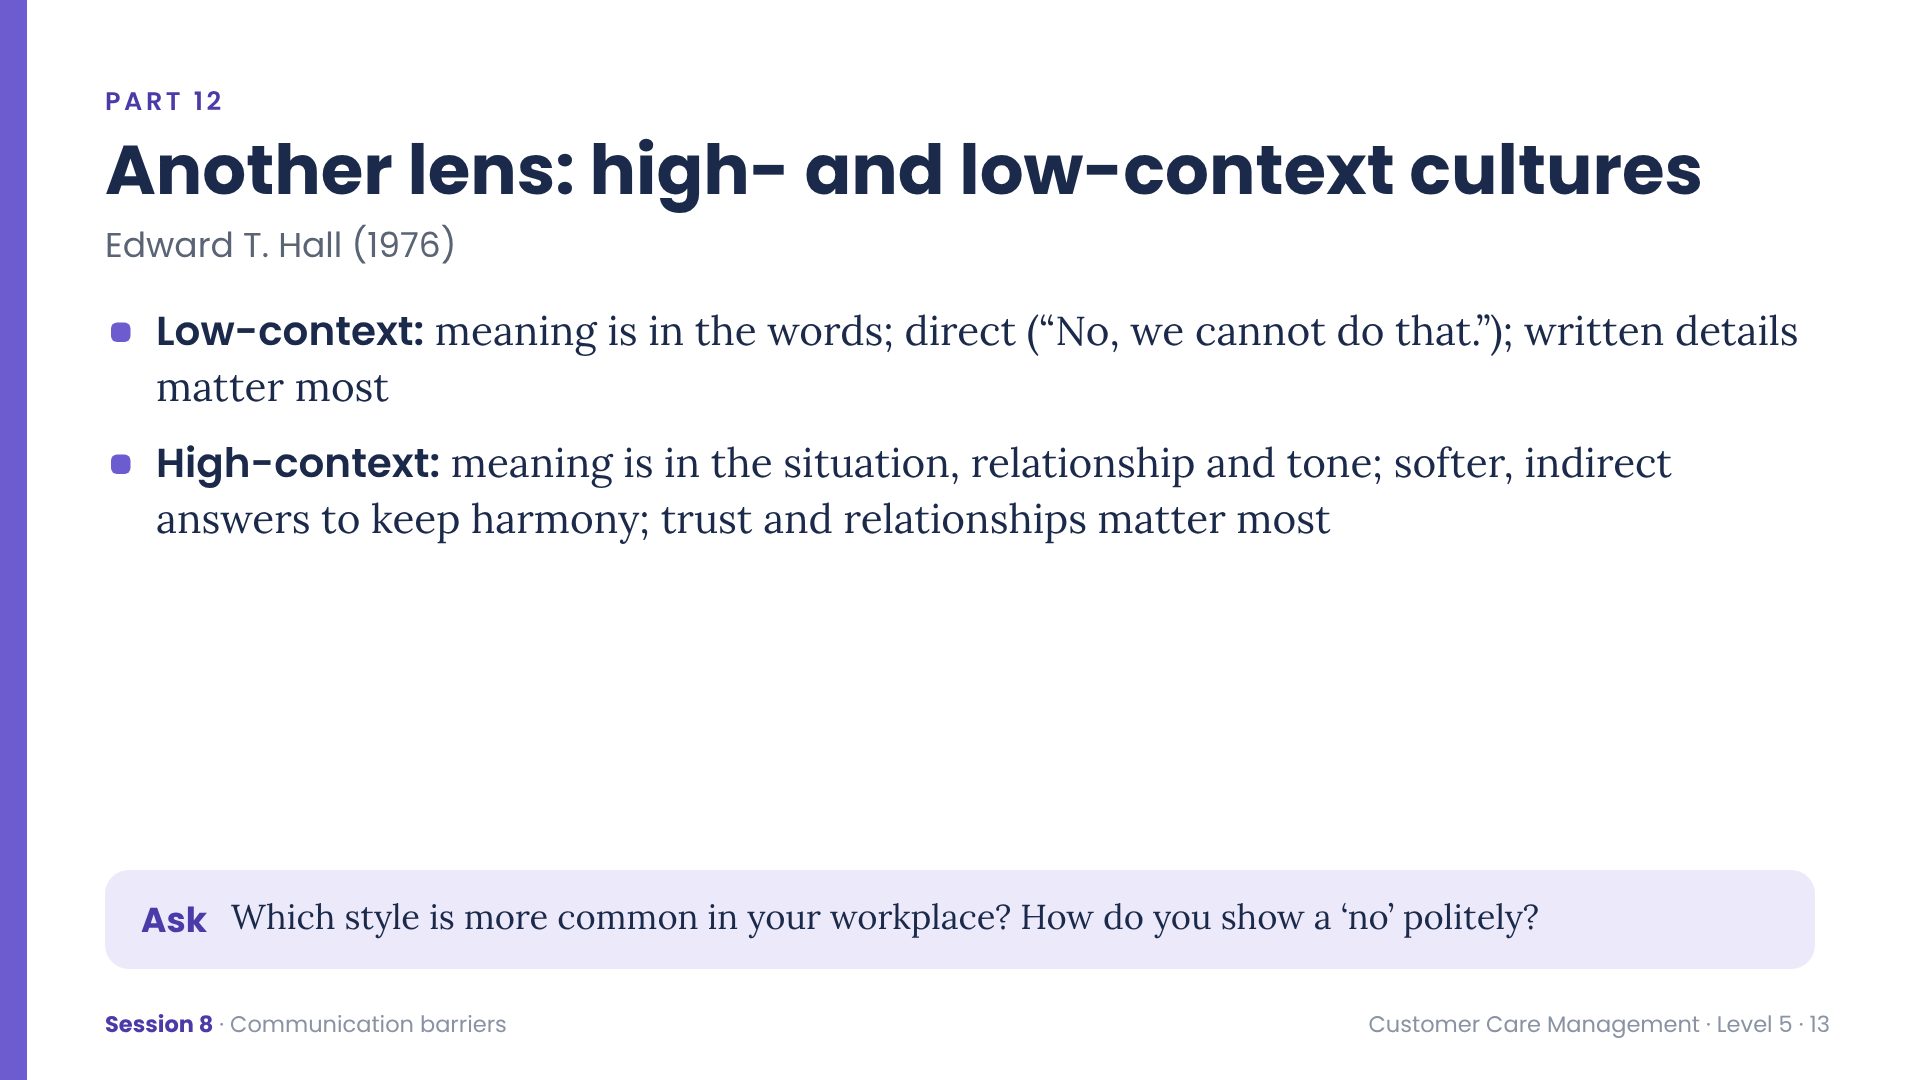 PART 12
Another lens: high- and low-context cultures
Edward T. Hall (1976)
Low-context: meaning is in the words; direct (“No, we cannot do that.”); written details
matter most
High-context: meaning is in the situation, relationship and tone; softer, indirect
answers to keep harmony; trust and relationships matter most
Ask Which style is more common in your workplace? How do you show a ‘no’ politely?
Session 8 · Communication barriers
Customer Care Management · Level 5 · 13